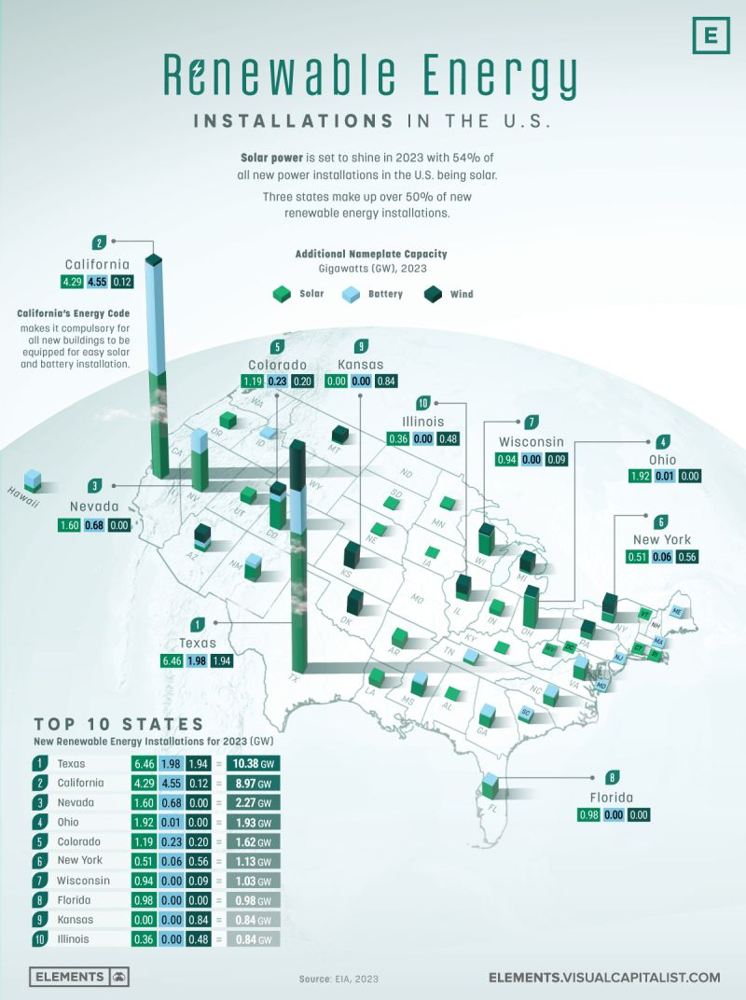 E
Renewable Energy
INSTALLATIONS IN THE U.S.
Solar power is set to shine in 2023 with 54% of
all new power installations in the U.S. being solar.
Three states make up over 50% of new
renewable energy installations.
Additional Nameplate Capacity
Gigawatts (GW), 2023
Solar Battery Wind
2
California
4.29 4.55 0.12
California's Energy Code
makes it compulsory for
all new buildings to be
equipped for easy solar
and battery installation.
5
Colorado
1.19 0.23 0.20
9
Kansas
0.00 0.00 0.84
10
Illinois
0.36 0.00 0.48
7
Wisconsin
0.94 0.00 0.09
4
Ohio
1.92 0.01 0.00
6
New York
0.51 0.06 0.56
3
Nevada
1.60 0.68 0.00
1
Texas
6.46 1.98 1.94
8
Florida
0.98 0.00 0.00
Hawaii
WA
OR
ID
MT
ND
CA
NV
UT
WY
SD
MN
CO
NE
IA
WI
MI
AZ
NM
KS
MO
IL
IN
OH
PA
NY
VT
NH
ME
MA
CT
RI
NJ
MD
DC
WV
VA
KY
TN
NC
SC
OK
AR
TX
LA
MS
AL
GA
FL
TOP 10 STATES
New Renewable Energy Installations for 2023 (GW)
1 Texas 6.46 1.98 1.94 = 10.38 GW
2 California 4.29 4.55 0.12 = 8.97 GW
3 Nevada 1.60 0.68 0.00 = 2.27 GW
4 Ohio 1.92 0.01 0.00 = 1.93 GW
5 Colorado 1.19 0.23 0.20 = 1.62 GW
6 New York 0.51 0.06 0.56 = 1.13 GW
7 Wisconsin 0.94 0.00 0.09 = 1.03 GW
8 Florida 0.98 0.00 0.00 = 0.98 GW
9 Kansas 0.00 0.00 0.84 = 0.84 GW
10 Illinois 0.36 0.00 0.48 = 0.84 GW
ELEMENTS
Source: EIA, 2023
ELEMENTS.VISUALCAPITALIST.COM